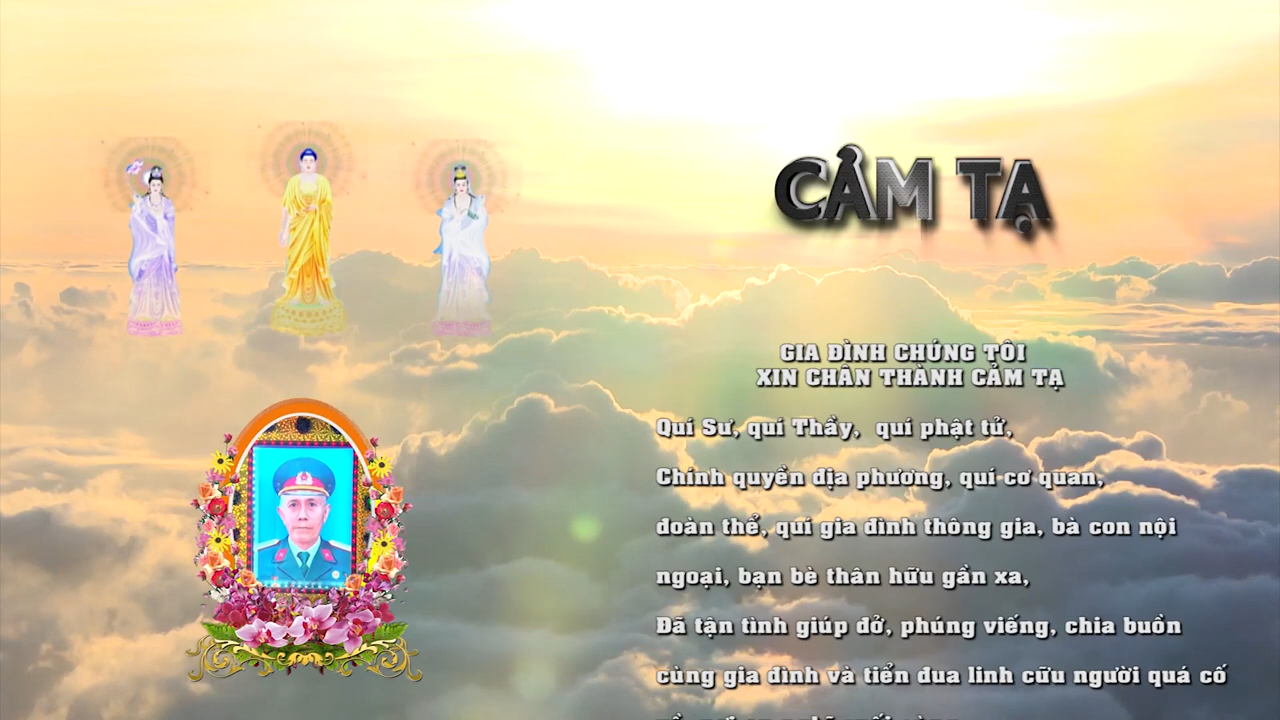 CẢM TẠ
GIA ĐÌNH CHÚNG TÔI
XIN CHÂN THÀNH CẢM TẠ
Quí Sư, quí Thầy, quí phật tử,
Chính quyền địa phương, quí cơ quan,
đoàn thể, quí gia đình thông gia, bà con nội
ngoại, bạn bè thân hữu gần xa,
Đã tận tình giúp dở, phúng viếng, chia buồn
cùng gia đình và tiển đua linh cữu người quá cố